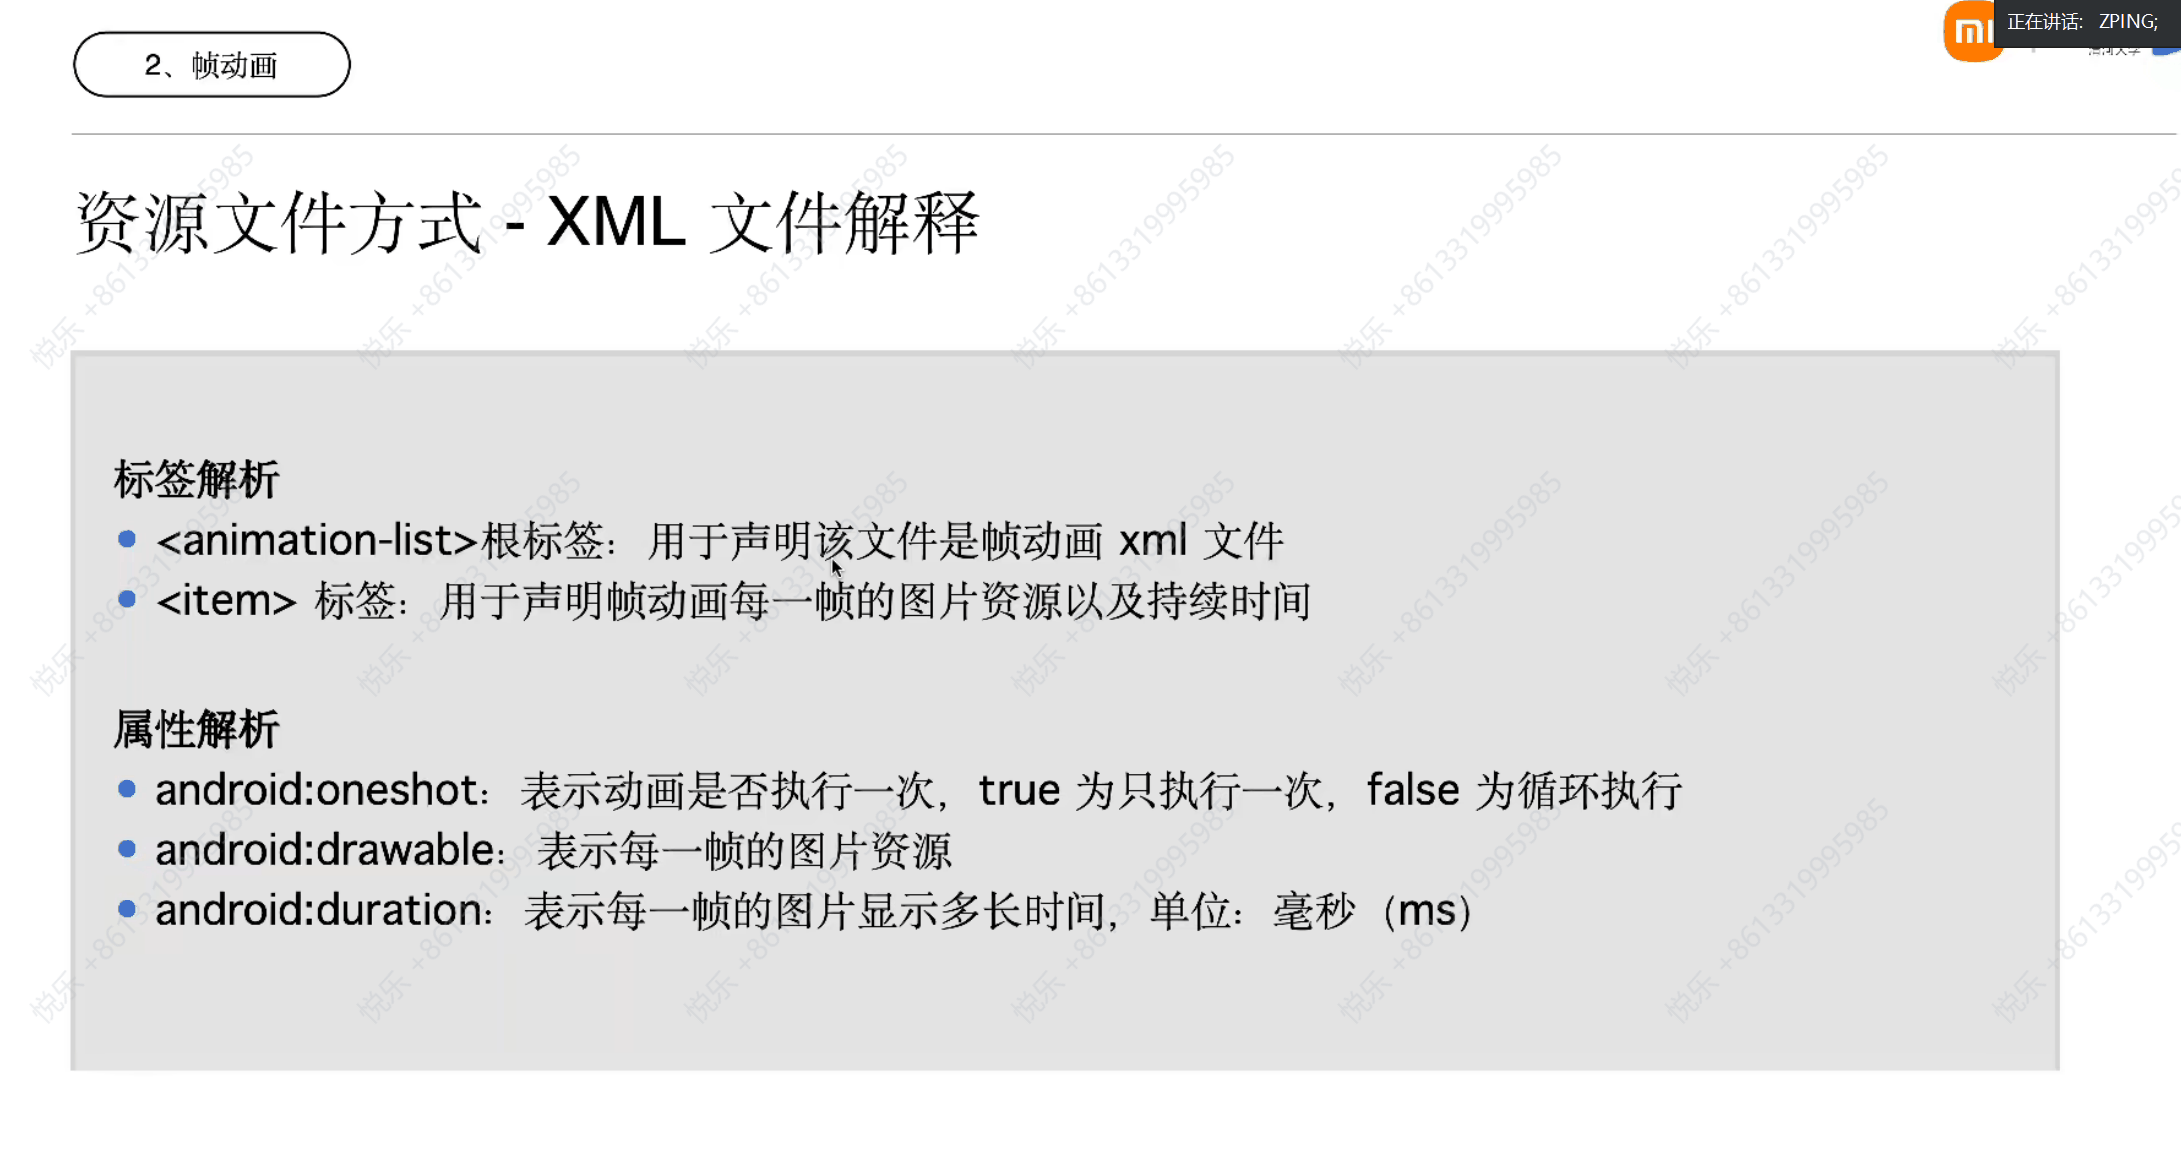 2、帧动画
正在讲话: ZPING;
资源文件方式 - XML 文件解释
标签解析
<animation-list>根标签：用于声明该文件是帧动画 xml 文件
<item> 标签：用于声明帧动画每一帧的图片资源以及持续时间
属性解析
android:oneshot：表示动画是否执行一次，true 为只执行一次，false 为循环执行
android:drawable：表示每一帧的图片资源
android:duration：表示每一帧的图片显示多长时间，单位：毫秒（ms）
悦乐 +8613319995985